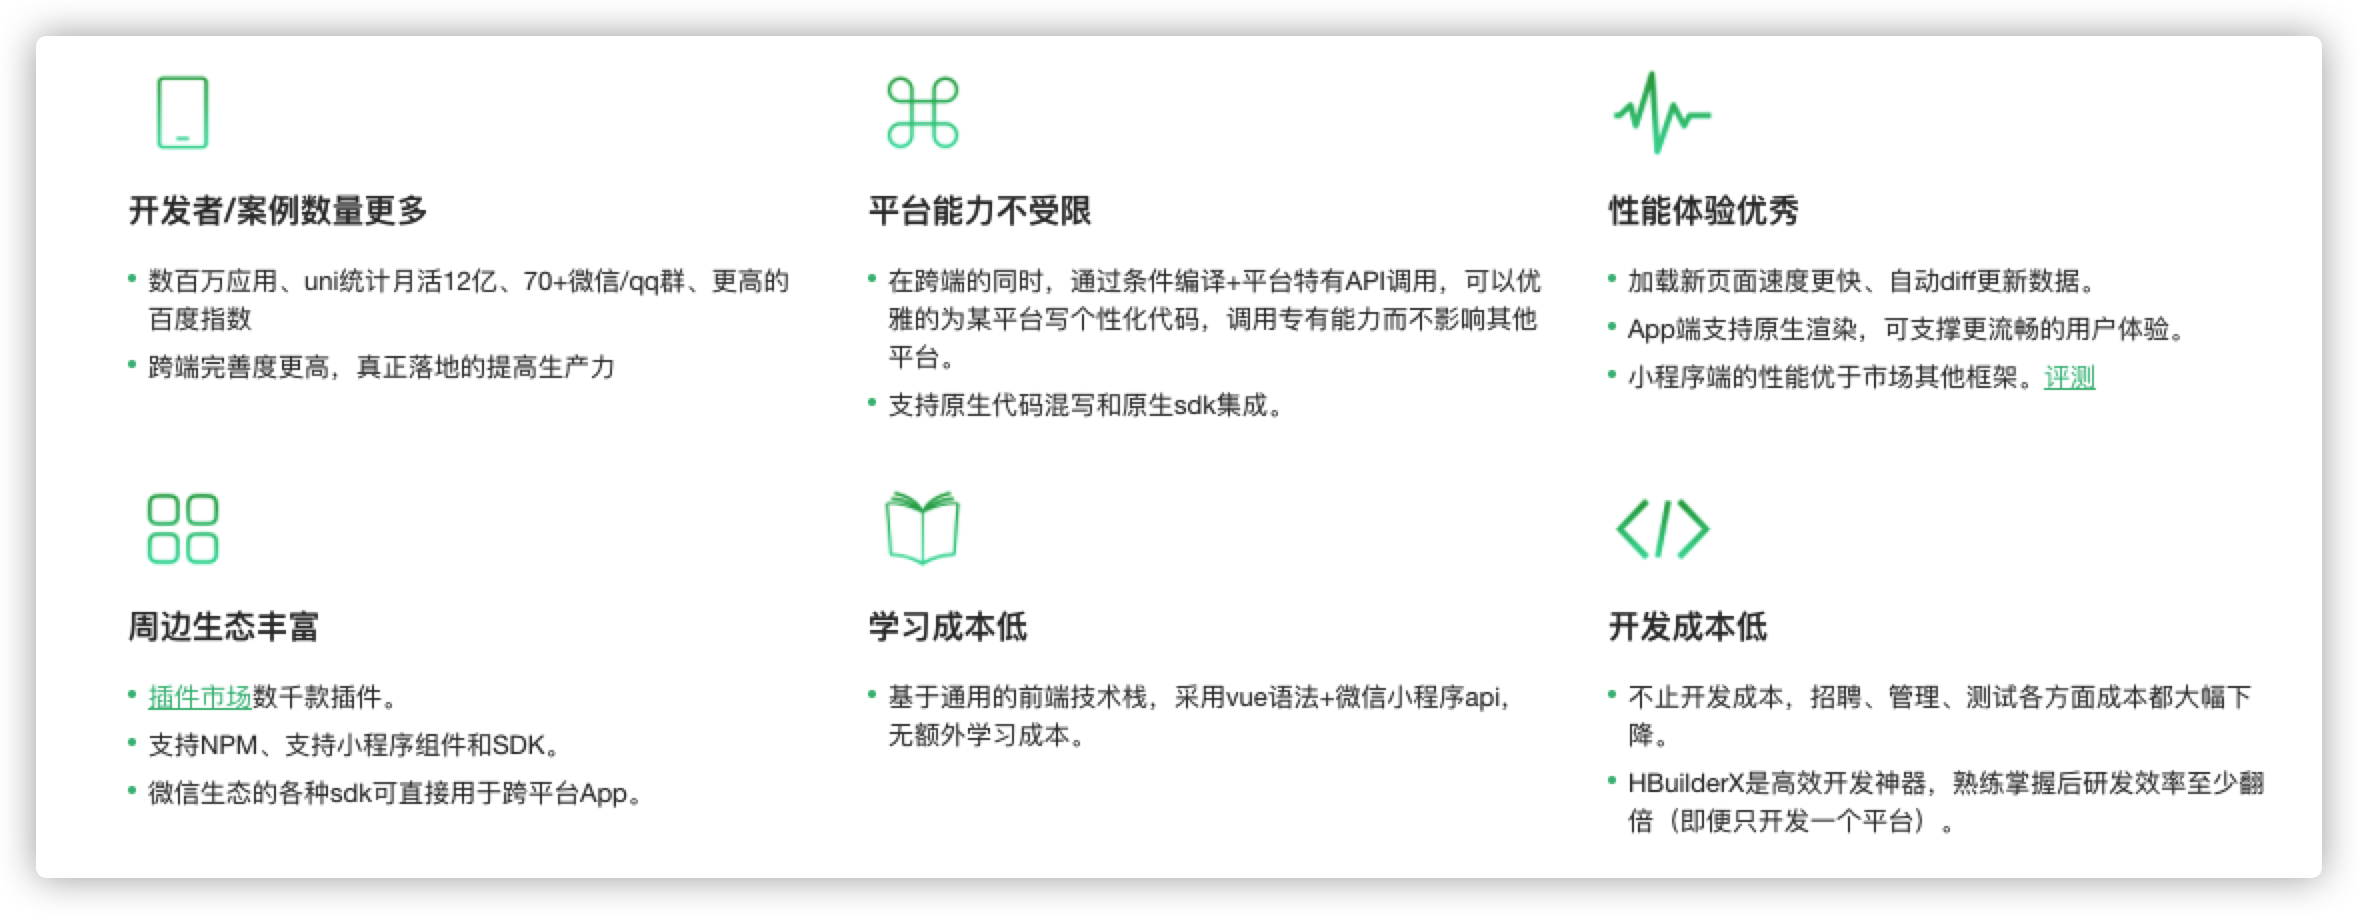 开发者/案例数量更多
数百万应用、uni统计月活12亿、70+微信/qq群、更高的
百度指数
跨端完善度更高，真正落地的提高生产力
平台能力不受限
在跨端的同时，通过条件编译+平台特有API调用，可以优
雅的为某平台写个性化代码，调用专有能力而不影响其他
平台。
支持原生代码混写和原生sdk集成。
性能体验优秀
加载新页面速度更快、自动diff更新数据。
App端支持原生渲染，可支撑更流畅的用户体验。
小程序端的性能优于市场其他框架。评测
周边生态丰富
插件市场数千款插件。
支持NPM、支持小程序组件和SDK。
微信生态的各种sdk可直接用于跨平台App。
学习成本低
基于通用的前端技术栈，采用vue语法+微信小程序api，
无额外学习成本。
开发成本低
不止开发成本，招聘、管理、测试各方面成本都大幅下
降。
HBuilderX是高效开发神器，熟练掌握后研发效率至少翻
倍（即便只开发一个平台）。